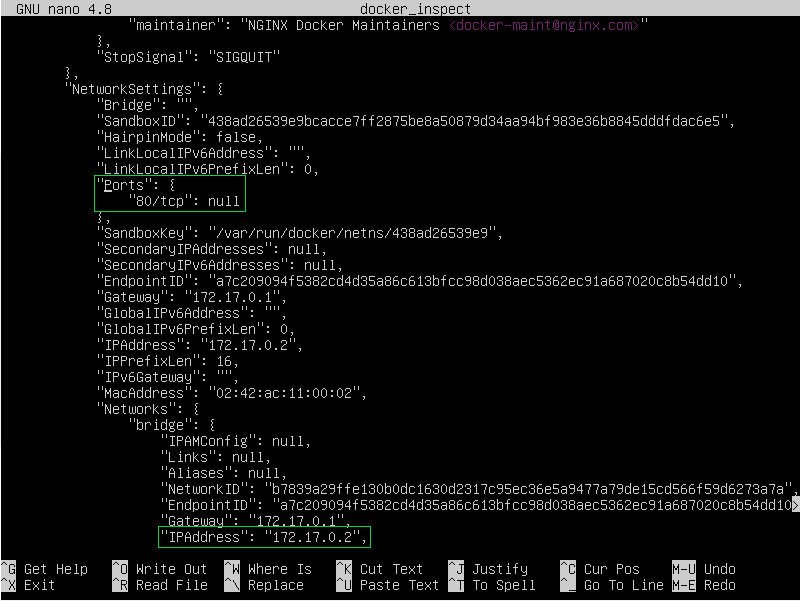 GNU nano 4.8 docker_inspect
"maintainer": "NGINX Docker Maintainers <docker-maint@nginx.com>"
},
"StopSignal": "SIGQUIT"
},
"NetworkSettings": {
"Bridge": "",
"SandboxID": "438ad26539e9bcacce7ff2875be8a50879d34aa94bf983e36b8845dddfdac6e5",
"HairpinMode": false,
"LinkLocalIPv6Address": "",
"LinkLocalIPv6PrefixLen": 0,
"Ports": {
"80/tcp": null
},
"SandboxKey": "/var/run/docker/netns/438ad26539e9",
"SecondaryIPAddresses": null,
"SecondaryIPv6Addresses": null,
"EndpointID": "a7c209094f5382cd4d35a86c613bfcc98d038aec5362ec91a687020c8b54dd10",
"Gateway": "172.17.0.1",
"GlobalIPv6Address": "",
"GlobalIPv6PrefixLen": 0,
"IPAddress": "172.17.0.2",
"IPPrefixLen": 16,
"IPv6Gateway": "",
"MacAddress": "02:42:ac:11:00:02",
"Networks": {
"bridge": {
"IPAMConfig": null,
"Links": null,
"Aliases": null,
"NetworkID": "b7839a29ffe130b0dc1630d2317c95ec36e5a9477a79de15cd566f59d6273a7a",
"EndpointID": "a7c209094f5382cd4d35a86c613bfcc98d038aec5362ec91a687020c8b54dd10>
"Gateway": "172.17.0.1",
"IPAddress": "172.17.0.2",
^G Get Help ^O Write Out ^W Where Is ^K Cut Text ^J Justify ^C Cur Pos M-U Undo
^X Exit ^R Read File ^\ Replace ^U Paste Text ^T To Spell ^_ Go To Line M-E Redo